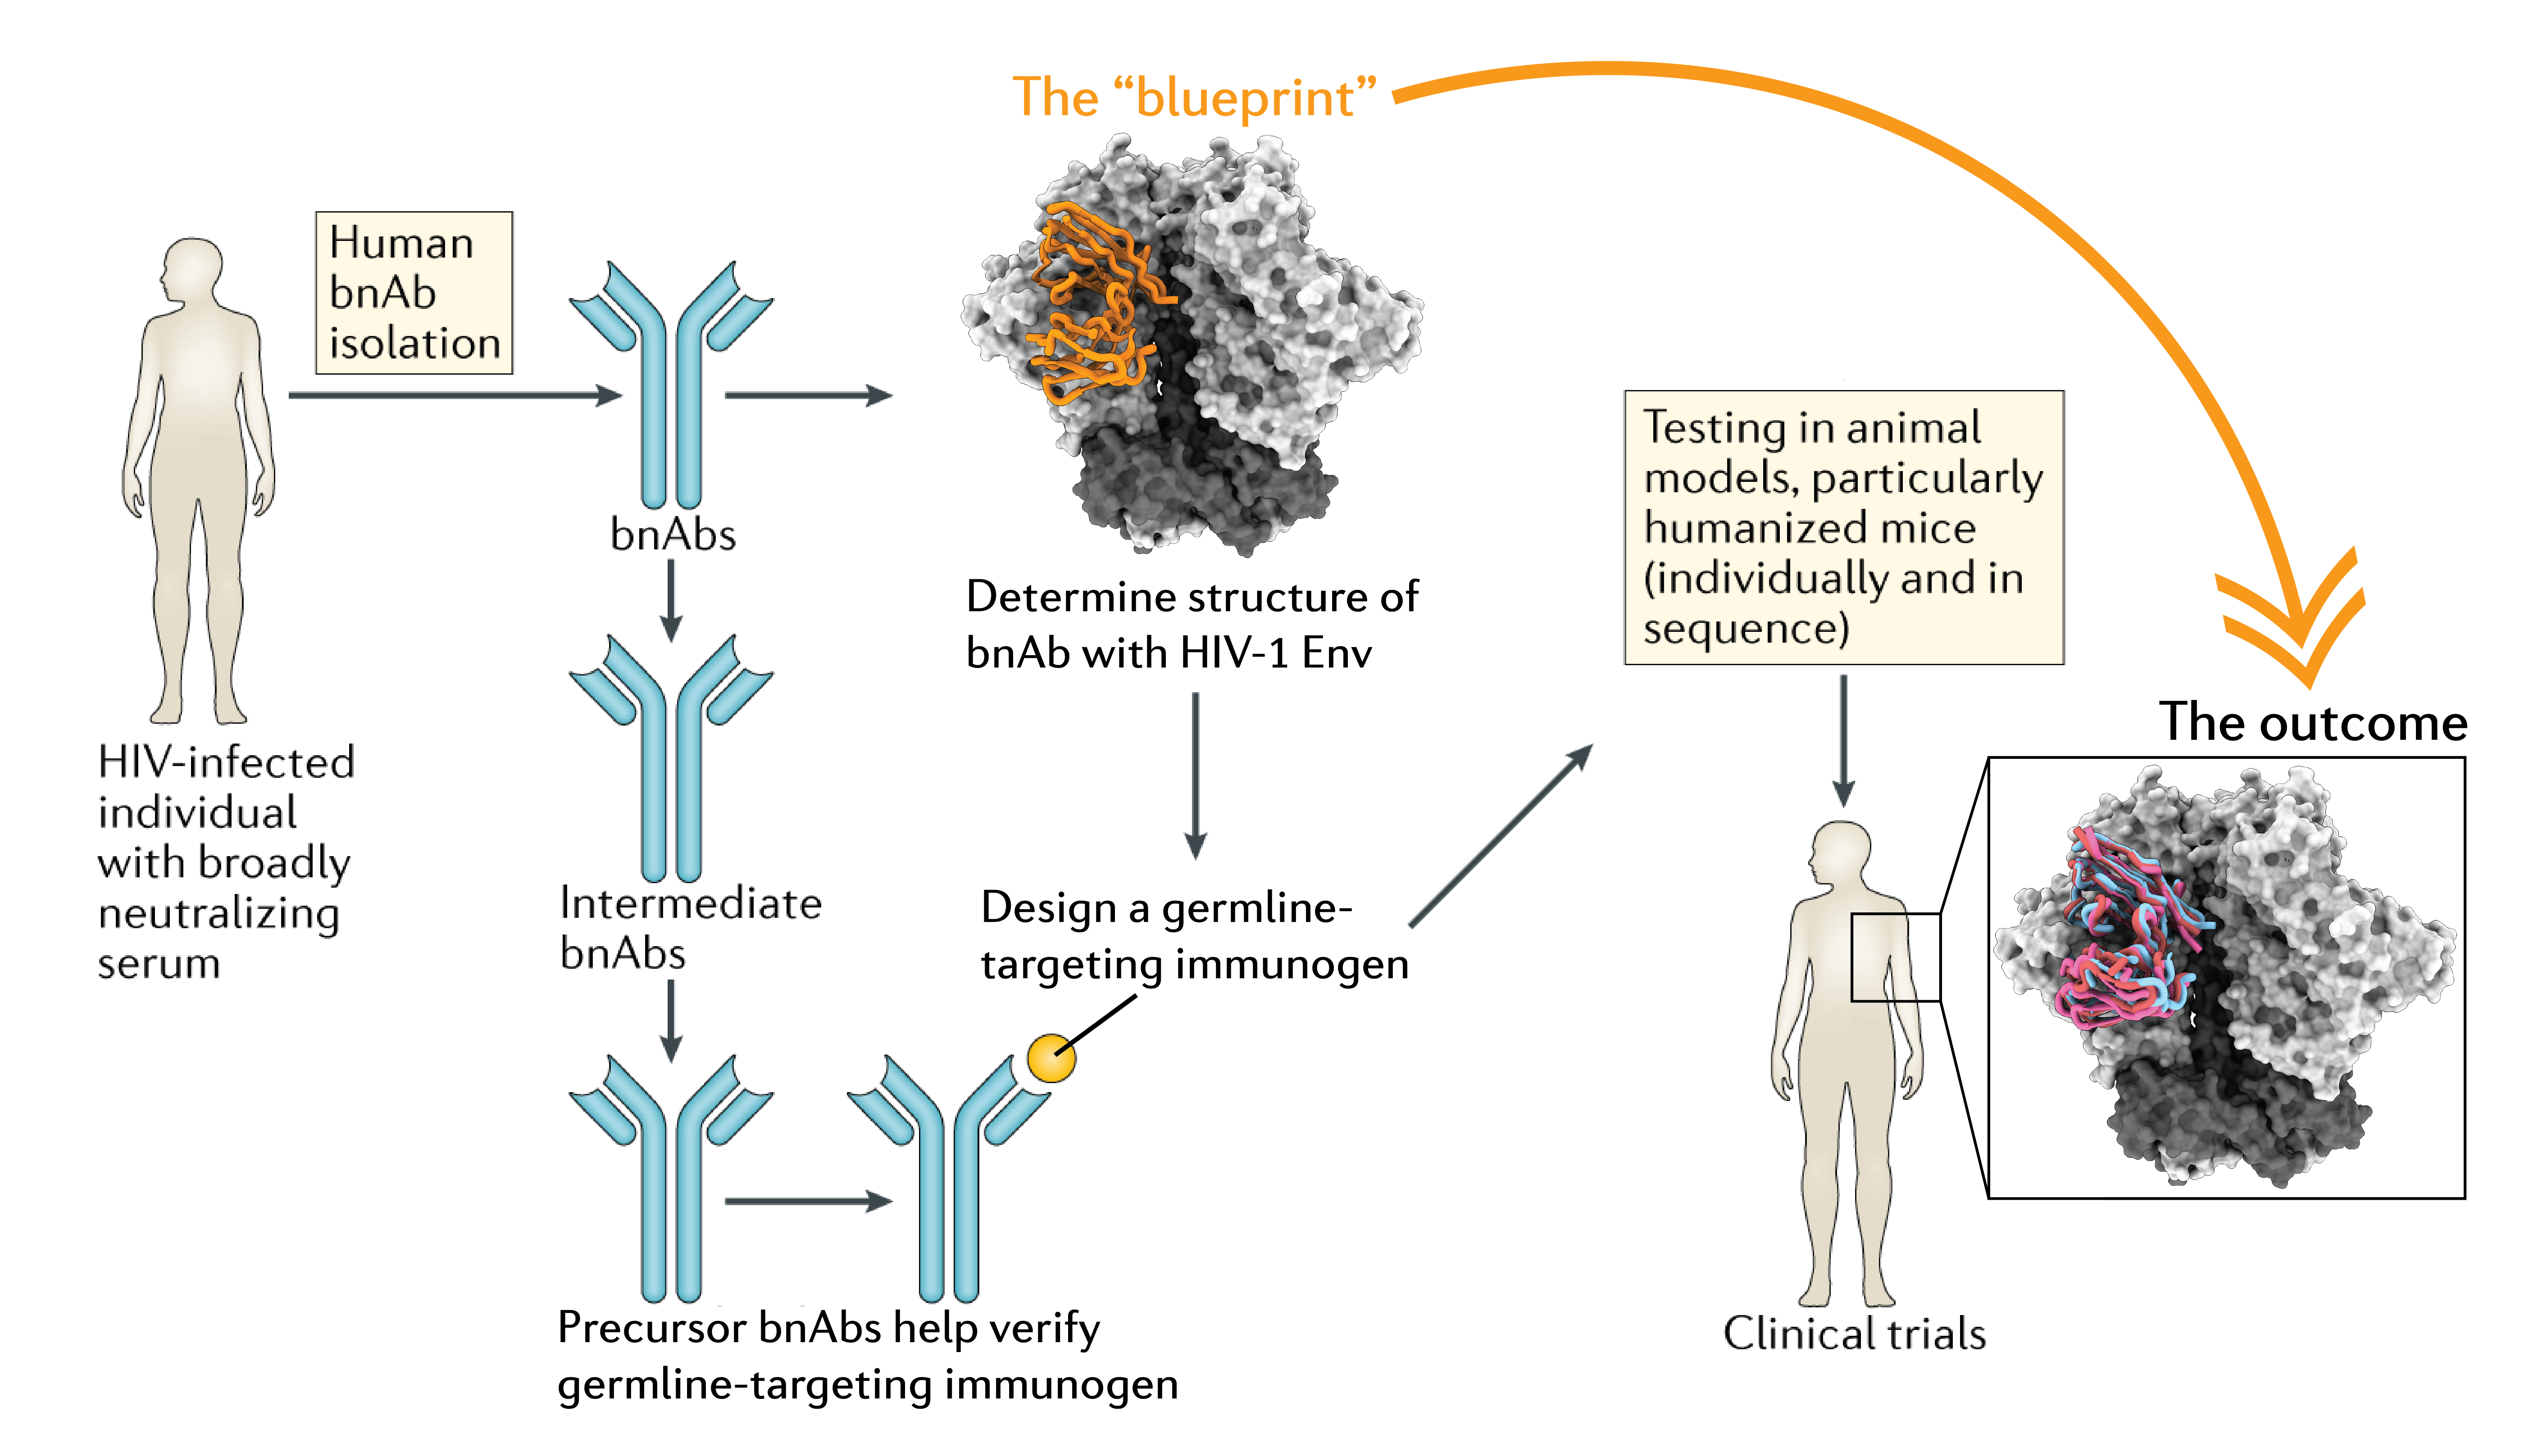 The “blueprint”
Human
bnAb
isolation
HIV-infected
individual
with broadly
neutralizing
serum
bnAbs
Intermediate
bnAbs
Precursor bnAbs help verify
germline-targeting immunogen
Determine structure of
bnAb with HIV-1 Env
Design a germline-
targeting immunogen
Testing in animal
models, particularly
humanized mice
(individually and in
sequence)
The outcome
Clinical trials